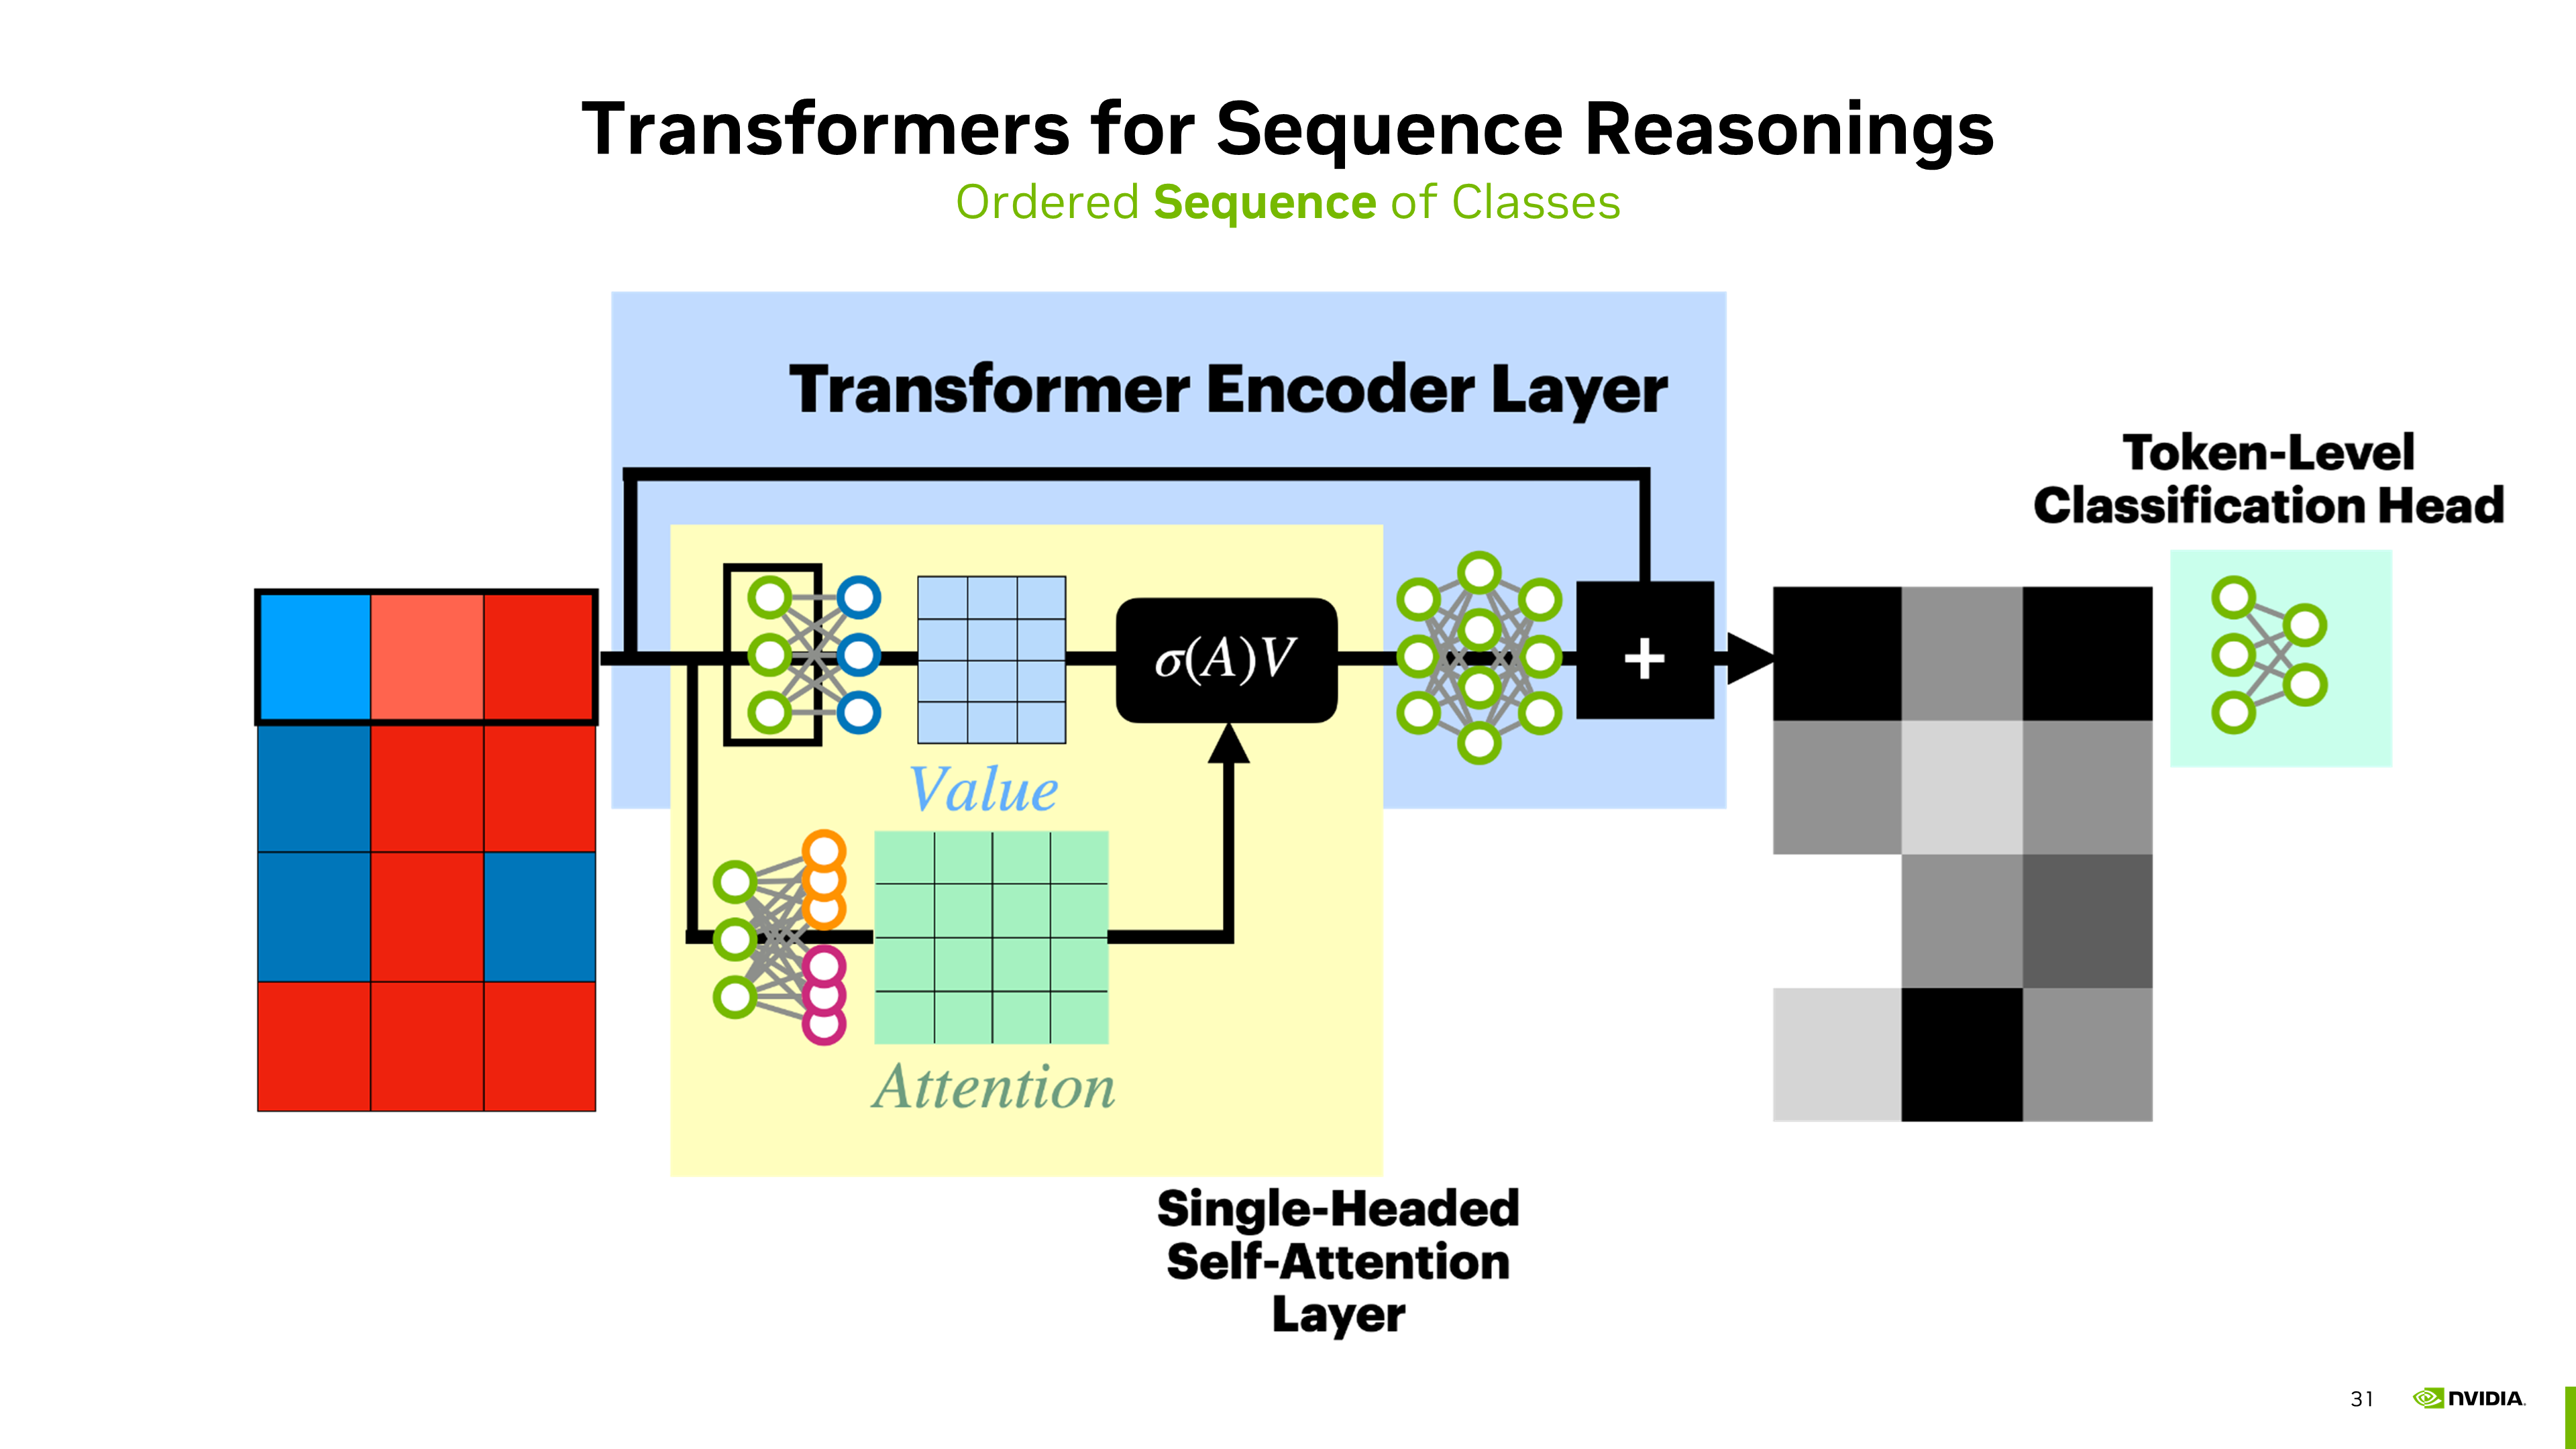 Transformers for Sequence Reasonings
Ordered Sequence of Classes
Transformer Encoder Layer
Token-Level
Classification Head
σ(A)V
+
Value
Attention
Single-Headed
Self-Attention
Layer
31
NVIDIA.